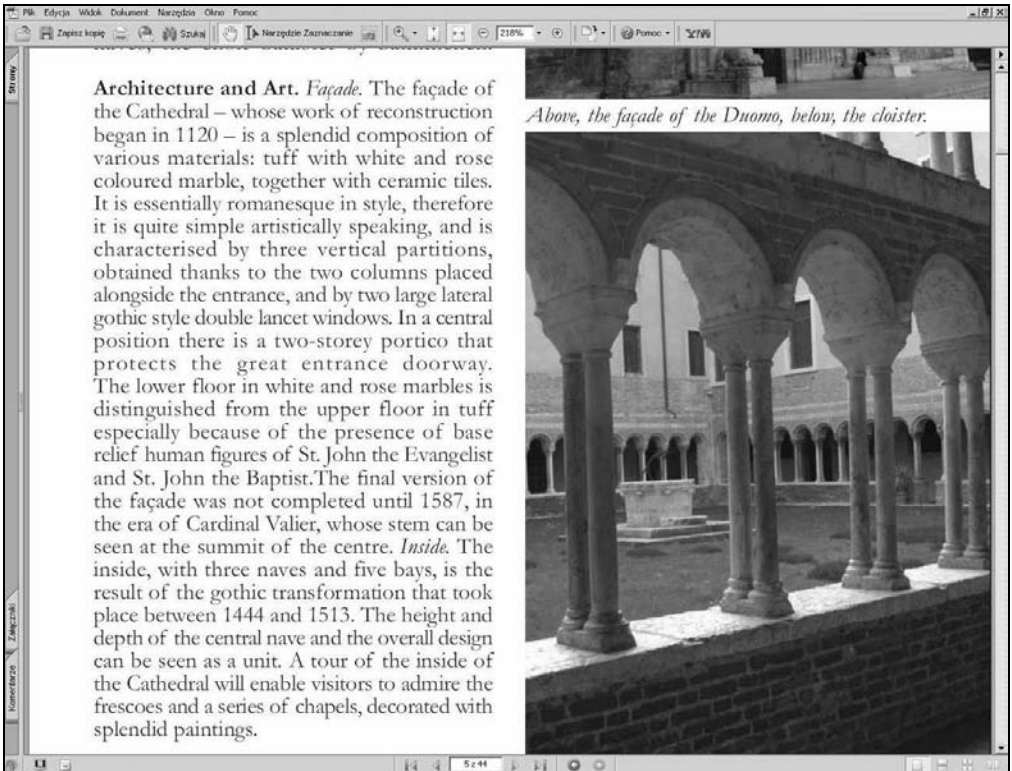 Plik Edycja Widok Dokument Narzędzia Okno Pomoc
Zapisz kopię Szukaj Narzędzie Zaznaczanie 218% Pomoc
Strony
Załączniki
Komentarze
Architecture and Art. Façade. The façade of
the Cathedral – whose work of reconstruction
began in 1120 – is a splendid composition of
various materials: tuff with white and rose
coloured marble, together with ceramic tiles.
It is essentially romanesque in style, therefore
it is quite simple artistically speaking, and is
characterised by three vertical partitions,
obtained thanks to the two columns placed
alongside the entrance, and by two large lateral
gothic style double lancet windows. In a central
position there is a two-storey portico that
protects the great entrance doorway.
The lower floor in white and rose marbles is
distinguished from the upper floor in tuff
especially because of the presence of base
relief human figures of St. John the Evangelist
and St. John the Baptist.The final version of
the façade was not completed until 1587, in
the era of Cardinal Valier, whose stem can be
seen at the summit of the centre. Inside. The
inside, with three naves and five bays, is the
result of the gothic transformation that took
place between 1444 and 1513. The height and
depth of the central nave and the overall design
can be seen as a unit. A tour of the inside of
the Cathedral will enable visitors to admire the
frescoes and a series of chapels, decorated with
splendid paintings.
Above, the façade of the Duomo, below, the cloister.
5 z 44